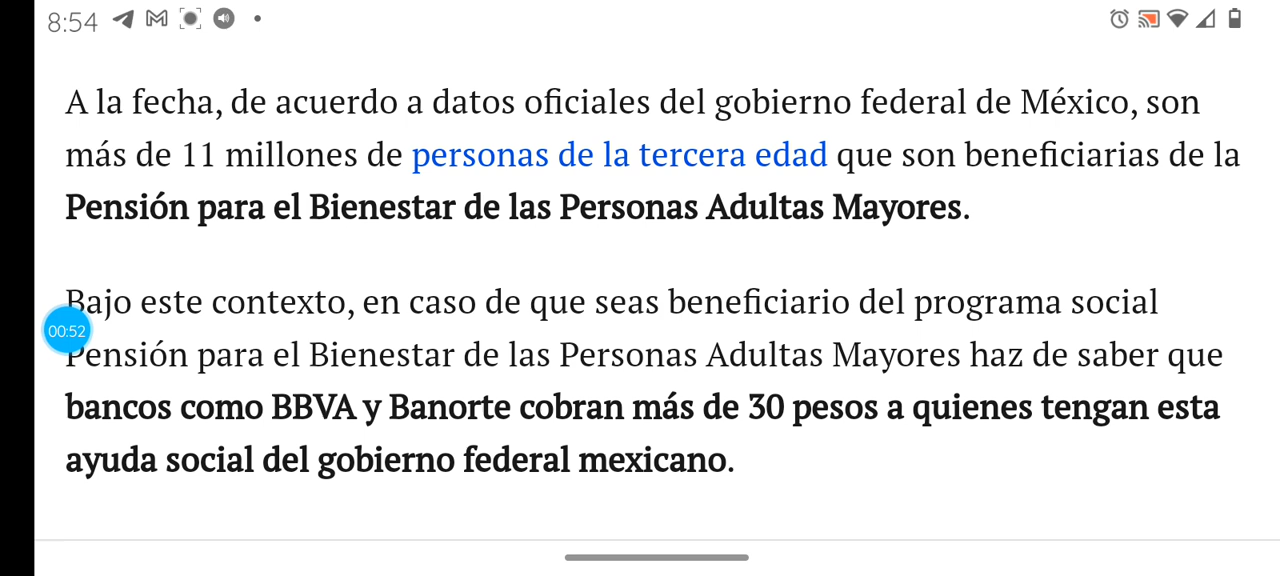 8:54
A la fecha, de acuerdo a datos oficiales del gobierno federal de México, son
más de 11 millones de personas de la tercera edad que son beneficiarias de la
Pensión para el Bienestar de las Personas Adultas Mayores.
Bajo este contexto, en caso de que seas beneficiario del programa social
00:52
Pensión para el Bienestar de las Personas Adultas Mayores haz de saber que
bancos como BBVA y Banorte cobran más de 30 pesos a quienes tengan esta
ayuda social del gobierno federal mexicano.